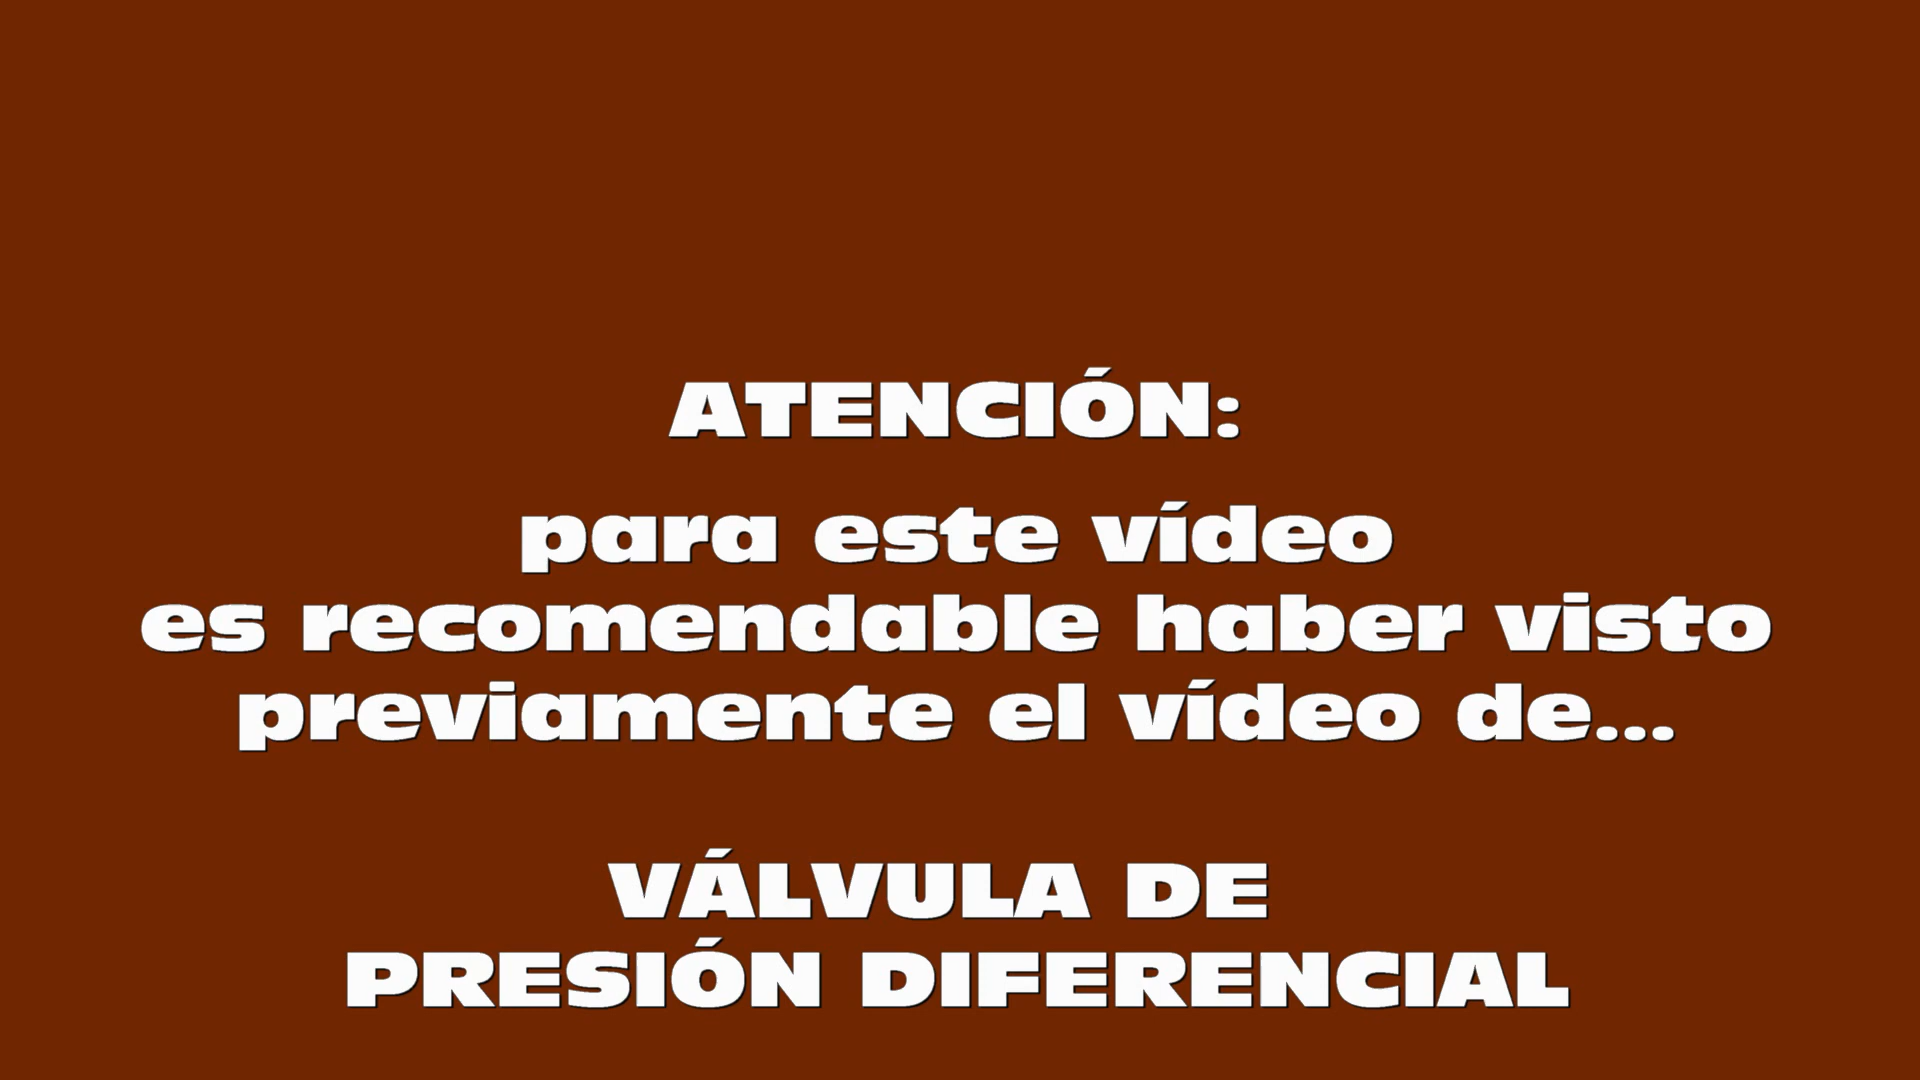 ATENCIÓN:
para este vídeo
es recomendable haber visto
previamente el vídeo de...
VÁLVULA DE
PRESIÓN DIFERENCIAL